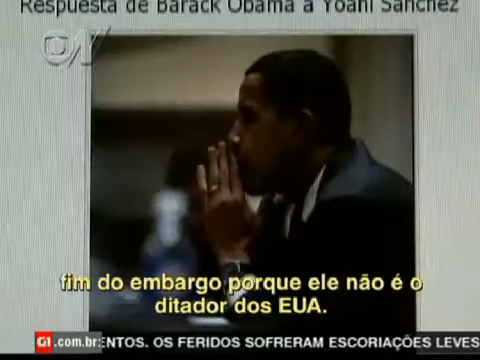 Respuesta de Barack Obama a Yoani Sánchez
fim do embargo porque ele não é o
ditador dos EUA.
G1.com.br ENTOS. OS FERIDOS SOFRERAM ESCORIAÇÕES LEVES